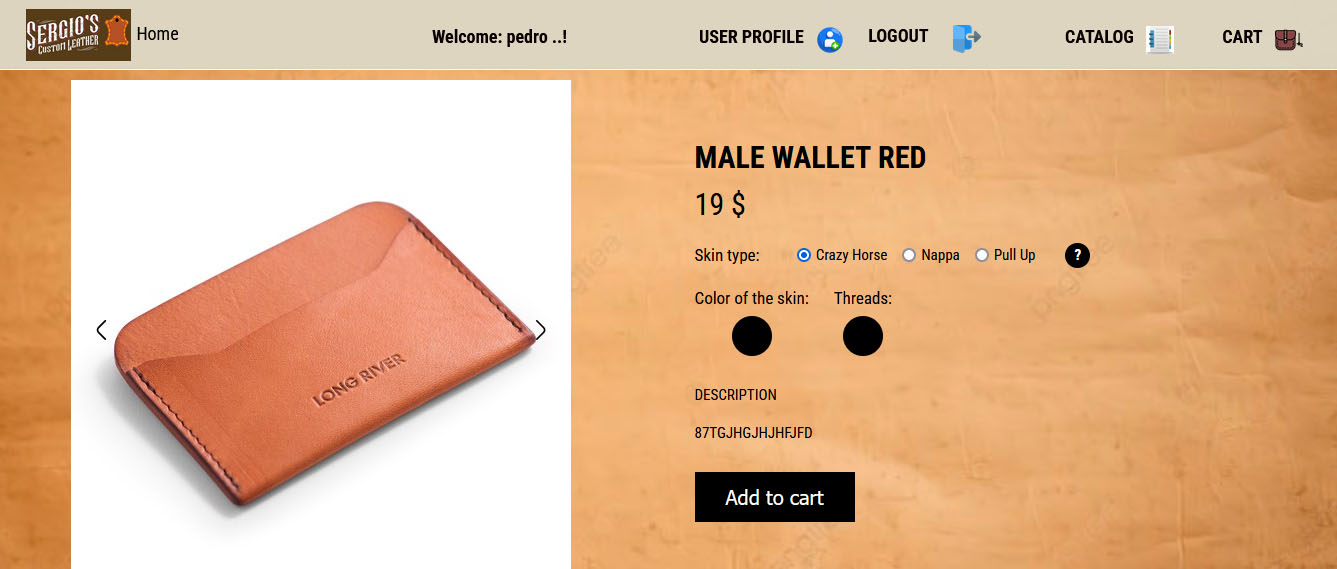 SERGIO'S
CUSTOM LEATHER
Home
Welcome: pedro ..!
USER PROFILE
LOGOUT
CATALOG
CART
MALE WALLET RED
19 $
Skin type:
Crazy Horse
Nappa
Pull Up
?
Color of the skin:
Threads:
LONG RIVER
DESCRIPTION
87TGJHGJHJHFJFD
Add to cart
pngtree